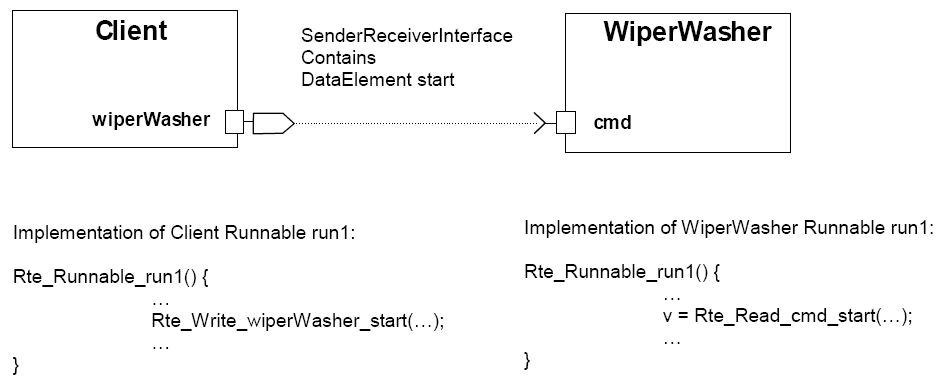 Client
WiperWasher
SenderReceiverInterface
Contains
DataElement start
wiperWasher
cmd
Implementation of Client Runnable run1:
Rte_Runnable_run1() {
…
Rte_Write_wiperWasher_start(…);
…
}
Implementation of WiperWasher Runnable run1:
Rte_Runnable_run1() {
…
v = Rte_Read_cmd_start(…);
…
}